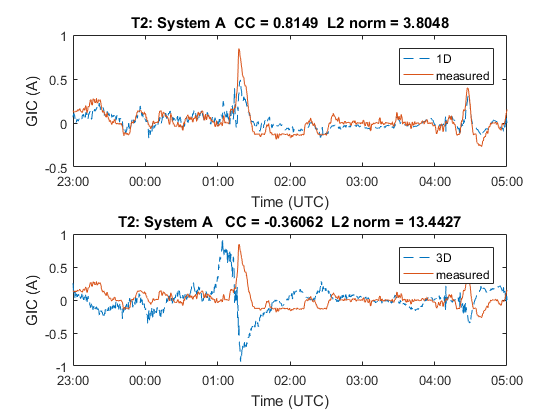 T2: System A CC = 0.8149 L2 norm = 3.8048
1
0.5
0
-0.5
GIC (A)
1D
measured
23:00 00:00 01:00 02:00 03:00 04:00 05:00
Time (UTC)
T2: System A CC = -0.36062 L2 norm = 13.4427
1
0.5
0
-0.5
-1
GIC (A)
3D
measured
23:00 00:00 01:00 02:00 03:00 04:00 05:00
Time (UTC)